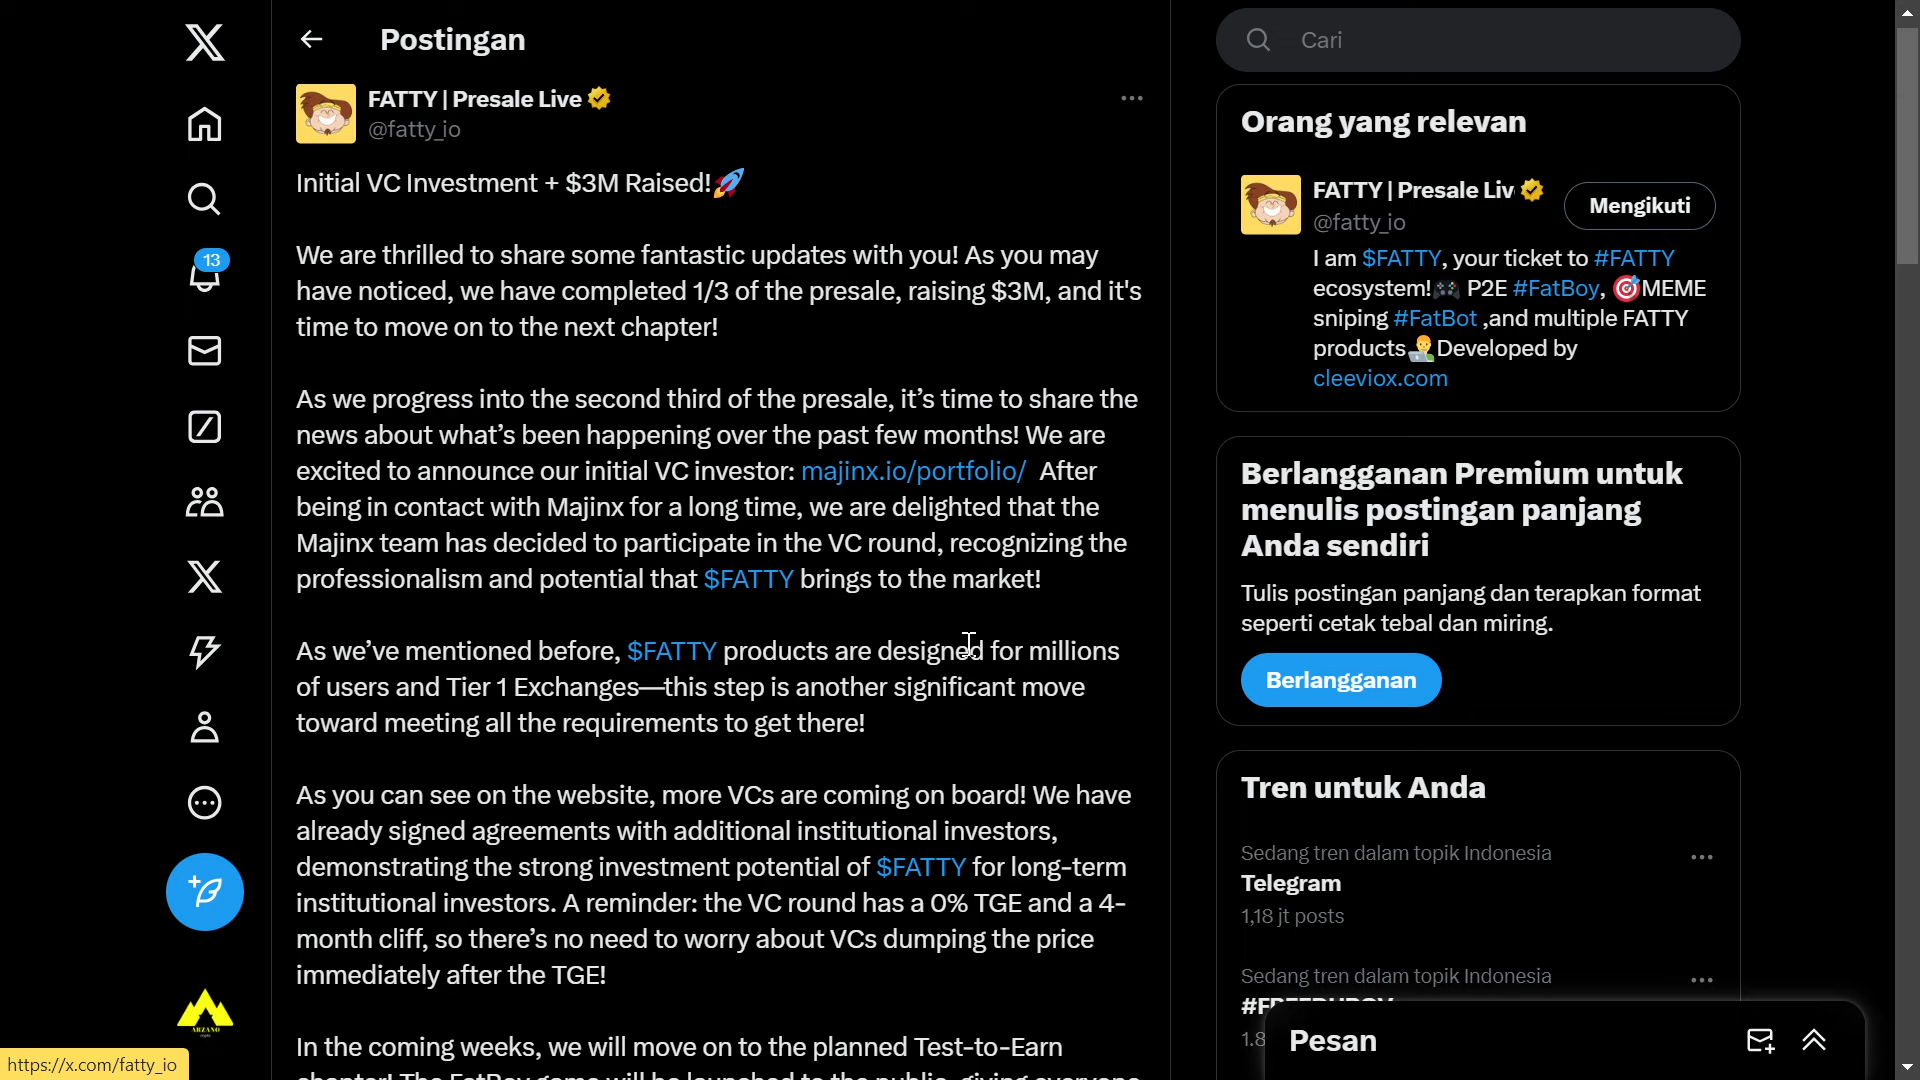 Postingan
FATTY | Presale Live
@fatty_io
Initial VC Investment + $3M Raised!🚀
We are thrilled to share some fantastic updates with you! As you may
have noticed, we have completed 1/3 of the presale, raising $3M, and it's
time to move on to the next chapter!
As we progress into the second third of the presale, it’s time to share the
news about what’s been happening over the past few months! We are
excited to announce our initial VC investor: majinx.io/portfolio/ After
being in contact with Majinx for a long time, we are delighted that the
Majinx team has decided to participate in the VC round, recognizing the
professionalism and potential that $FATTY brings to the market!
As we’ve mentioned before, $FATTY products are designed for millions
of users and Tier 1 Exchanges—this step is another significant move
toward meeting all the requirements to get there!
As you can see on the website, more VCs are coming on board! We have
already signed agreements with additional institutional investors,
demonstrating the strong investment potential of $FATTY for long-term
institutional investors. A reminder: the VC round has a 0% TGE and a 4-
month cliff, so there’s no need to worry about VCs dumping the price
immediately after the TGE!
In the coming weeks, we will move on to the planned Test-to-Earn
chapter! The FatBoy game will be launched to the public, giving everyone
13
ARZANO
https://x.com/fatty_io
Cari
Orang yang relevan
FATTY | Presale Liv
@fatty_io
Mengikuti
I am $FATTY, your ticket to #FATTY
ecosystem!🎮 P2E #FatBoy, 🎯MEME
sniping #FatBot ,and multiple FATTY
products👨‍💻Developed by
cleeviox.com
Berlangganan Premium untuk
menulis postingan panjang
Anda sendiri
Tulis postingan panjang dan terapkan format
seperti cetak tebal dan miring.
Berlangganan
Tren untuk Anda
Sedang tren dalam topik Indonesia
Telegram
1,18 jt posts
Sedang tren dalam topik Indonesia
Pesan